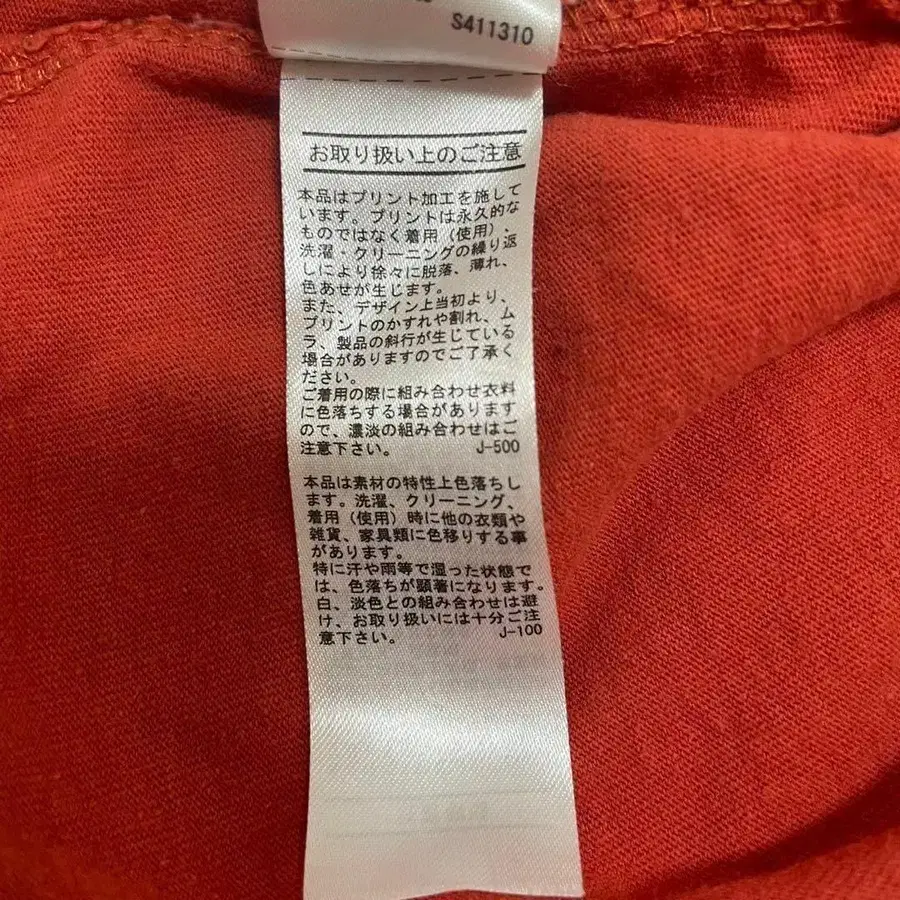 S411310
お取り扱い上のご注意
本品はプリント加工を施して
います。プリントは永久的な
ものではなく着用（使用）、
洗濯・クリーニングの繰り返
しにより徐々に脱落、薄れ、
色あせが生じます。
また、デザイン上当初より、
プリントのかすれや割れ、ム
ラ、製品の斜行が生じている
場合がありますのでご了承く
ださい。
ご着用の際に組み合わせ衣料
に色落ちする場合があります
ので、濃淡の組み合わせはご
注意下さい。 J-500
本品は素材の特性上色落ちし
ます。洗濯、クリーニング、
着用（使用）時に他の衣類や
雑貨、家具類に色移りする事
があります。
特に汗や雨等で湿った状態で
は、色落ちが顕著になります。
白、淡色との組み合わせは避
け、お取り扱いには十分ご注
意下さい。 J-100